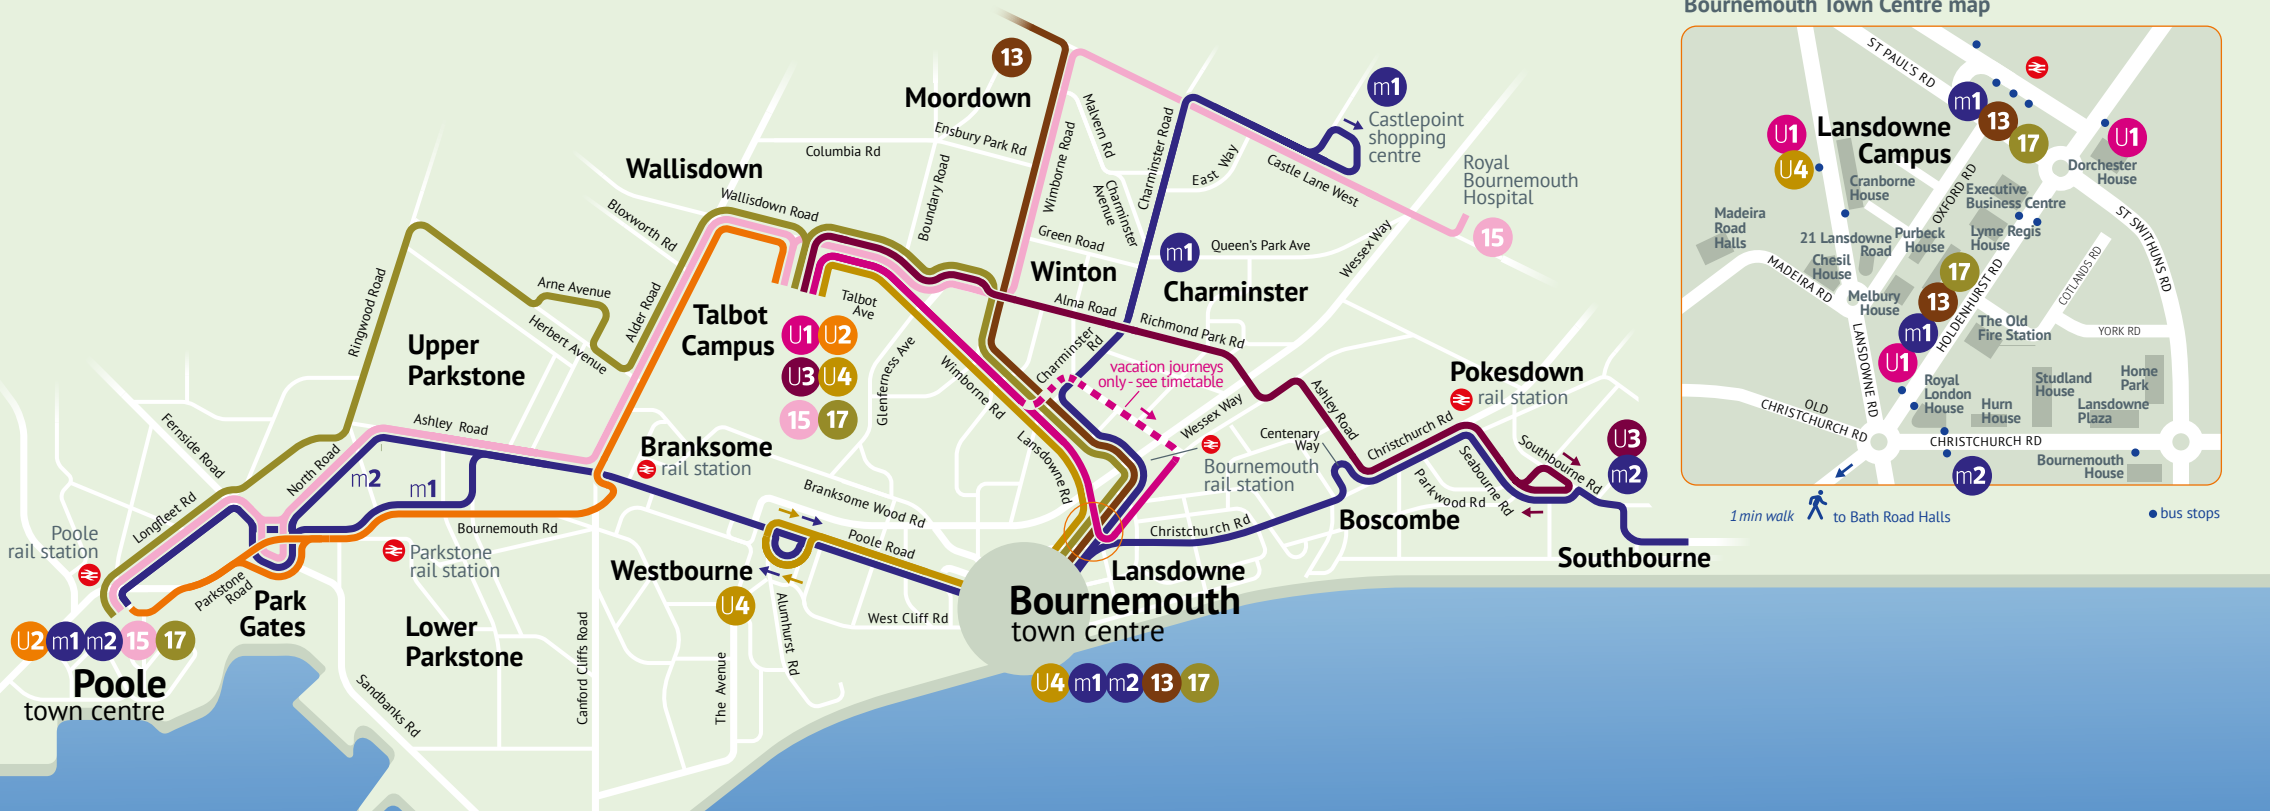 13
Moordown
Ensbury Park Rd
Columbia Rd
Boundary Road
Malvern Rd
Wimborne Road
Charminster
Avenue
Charminster Road
East Way
Green Road
m1
Castlepoint
shopping
centre
Castle Lane West
Royal
Bournemouth
Hospital
15
Wessex Way
m1
Queen's Park Ave
Charminster
Winton
Alma Road
Richmond Park Rd
Charminster
Rd
vacation journeys
only - see timetable
Wessex Way
Wallisdown
Wallisdown Road
Bloxworth Rd
Arne Avenue
Herbert Avenue
Alder Road
Ringwood Road
Talbot
Campus
U1 U2
U3 U4
15 17
Talbot
Ave
Glenferness Ave
Wimborne Rd
Lansdowne Rd
Upper
Parkstone
Ashley Road
Fernside Road
Longfleet Rd
North Road
m2
m1
Bournemouth Rd
Branksome
rail station
Branksome Wood Rd
Poole Road
Westbourne
U4
Alumhurst Rd
The Avenue
West Cliff Rd
Canford Cliffs Road
Poole
rail station
Parkstone
rail station
Parkstone
Road
Park
Gates
Lower
Parkstone
Sandbanks Rd
U2 m1 m2 15 17
Poole
town centre
Bournemouth
rail station
Centenary
Way
Ashley Road
Christchurch Rd
Christchurch Rd
Pokesdown
rail station
Southbourne Rd
Seabourne Rd
Parkwood Rd
U3
m2
Boscombe
Southbourne
Lansdowne
Bournemouth
town centre
U4 m1 m2 13 17
Bournemouth Town Centre map
ST PAUL'S RD
m1
13
17
U1
U4
Lansdowne
Campus
U1
Dorchester
House
Cranborne
House
OXFORD RD
Executive
Business Centre
ST SWITHUNS RD
Madeira
Road
Halls
21 Lansdowne
Road
Purbeck
House
Lyme Regis
House
Chesil
House
MADEIRA RD
Melbury
House
17
13
m1
U1
HOLDENHURST RD
COTLANDS RD
The Old
Fire Station
YORK RD
LANSDOWNE RD
Royal
London
House
Hurn
House
Studland
House
Home
Park
Lansdowne
Plaza
OLD
CHRISTCHURCH RD
CHRISTCHURCH RD
m2
Bournemouth
House
1 min walk
to Bath Road Halls
bus stops